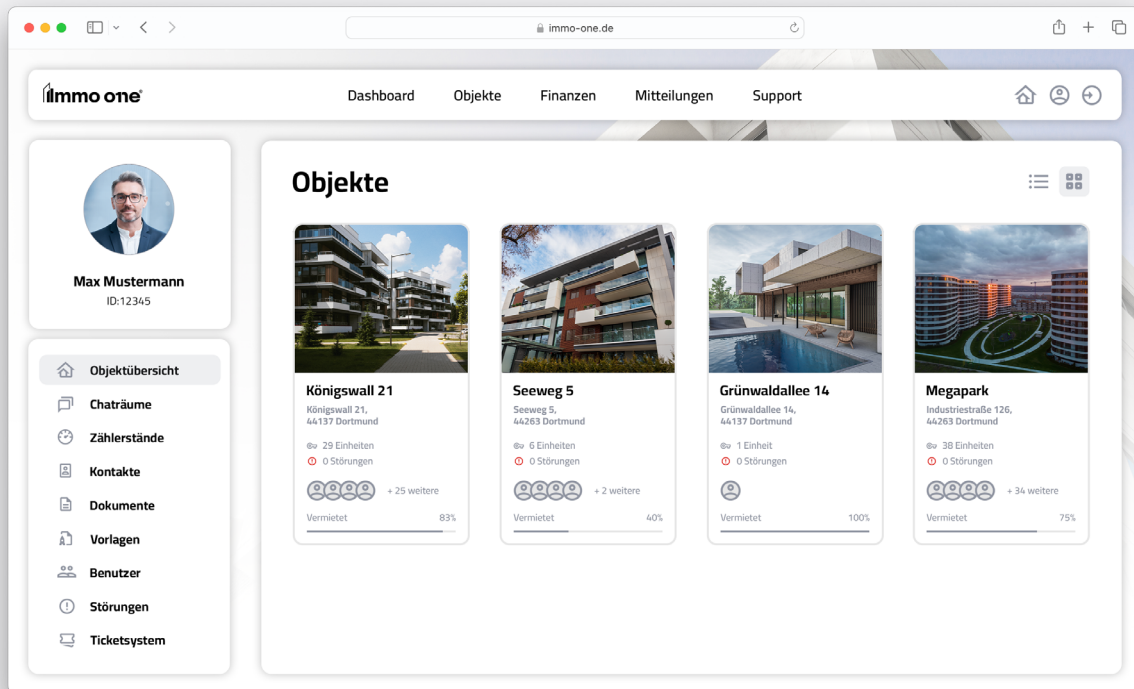 immo-one.de
immo one®
Dashboard Objekte Finanzen Mitteilungen Support
Max Mustermann
ID:12345
Objektübersicht
Chaträume
Zählerstände
Kontakte
Dokumente
Vorlagen
Benutzer
Störungen
Ticketsystem
Objekte
Königswall 21
Königswall 21,
44137 Dortmund
29 Einheiten
0 Störungen
+ 25 weitere
Vermietet 83%
Seeweg 5
Seeweg 5,
44263 Dortmund
6 Einheiten
0 Störungen
+ 2 weitere
Vermietet 40%
Grünwaldallee 14
Grünwaldallee 14,
44137 Dortmund
1 Einheit
0 Störungen
Vermietet 100%
Megapark
Industriestraße 126,
44263 Dortmund
38 Einheiten
0 Störungen
+ 34 weitere
Vermietet 75%